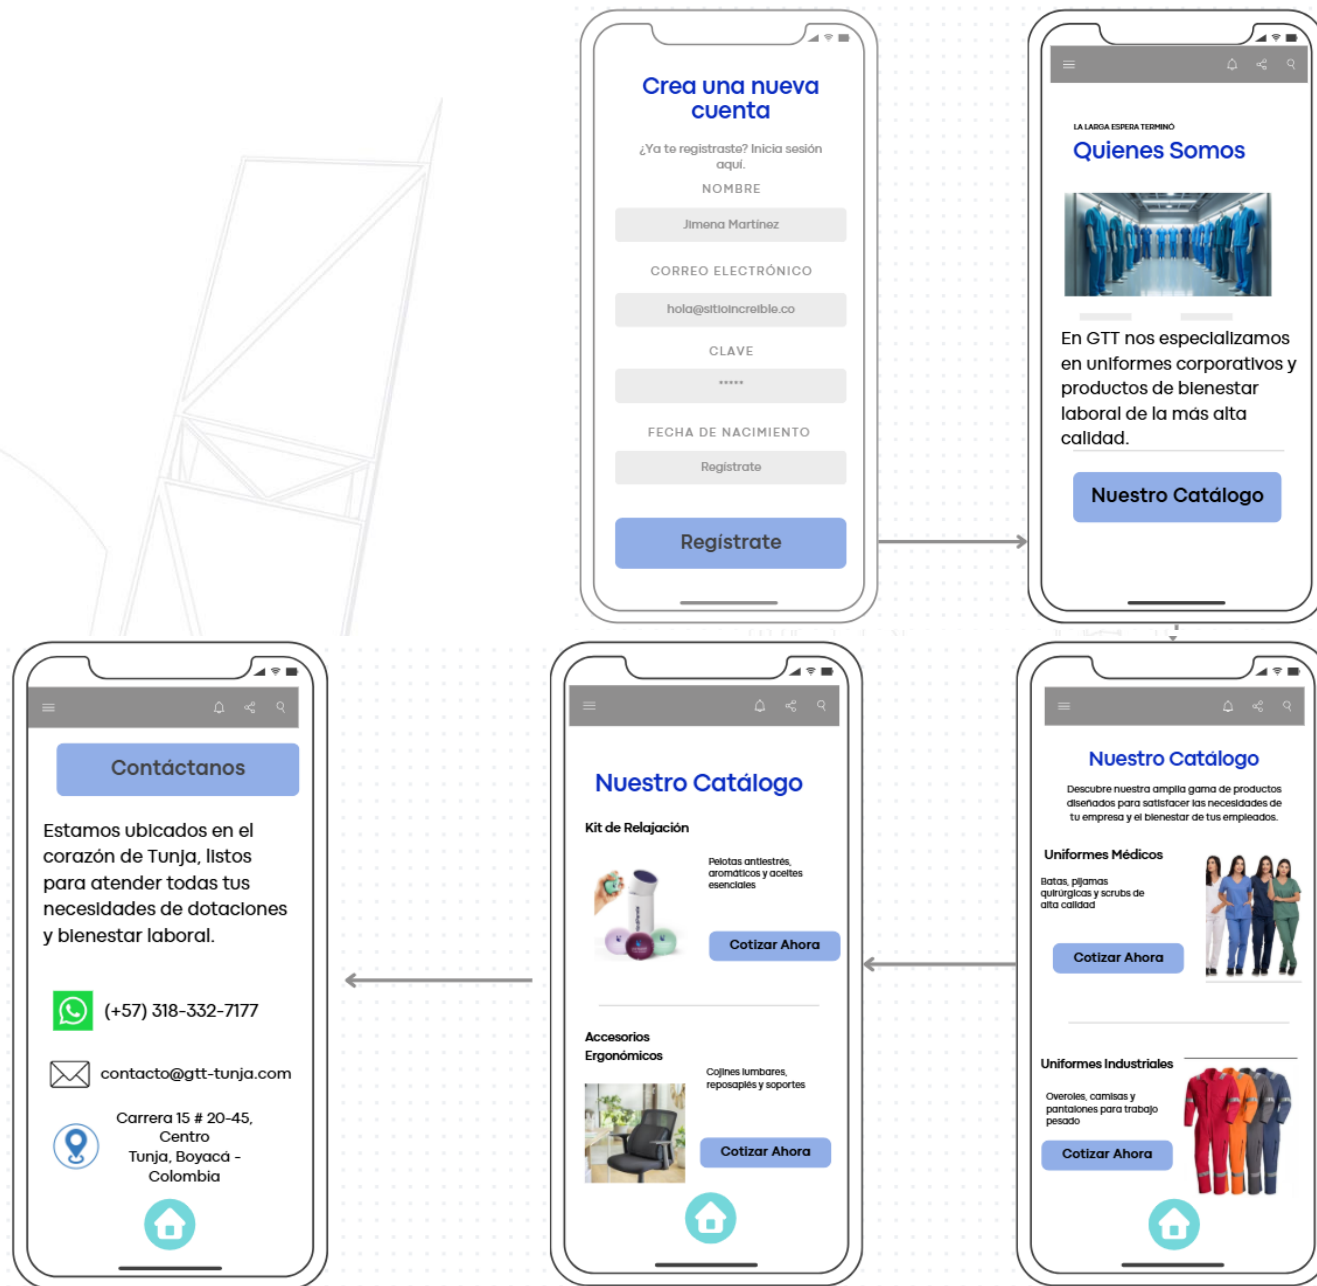 Crea una nueva
cuenta
¿Ya te registraste? Inicia sesión
aquí.
NOMBRE
Jimena Martínez
CORREO ELECTRÓNICO
hola@sitioincreible.co
CLAVE
*****
FECHA DE NACIMIENTO
Regístrate
Regístrate
LA LARGA ESPERA TERMINÓ
Quienes Somos
En GTT nos especializamos
en uniformes corporativos y
productos de bienestar
laboral de la más alta
calidad.
Nuestro Catálogo
Contáctanos
Estamos ubicados en el
corazón de Tunja, listos
para atender todas tus
necesidades de dotaciones
y bienestar laboral.
(+57) 318-332-7177
contacto@gtt-tunja.com
Carrera 15 # 20-45,
Centro
Tunja, Boyacá -
Colombia
Nuestro Catálogo
Kit de Relajación
Pelotas antiestrés,
aromáticos y aceites
esenciales
Cotizar Ahora
Accesorios
Ergonómicos
Cojines lumbares,
reposapiés y soportes
Cotizar Ahora
Nuestro Catálogo
Descubre nuestra amplia gama de productos
diseñados para satisfacer las necesidades de
tu empresa y el bienestar de tus empleados.
Uniformes Médicos
Batas, pijamas
quirúrgicas y scrubs de
alta calidad
Cotizar Ahora
Uniformes Industriales
Overoles, camisas y
pantalones para trabajo
pesado
Cotizar Ahora